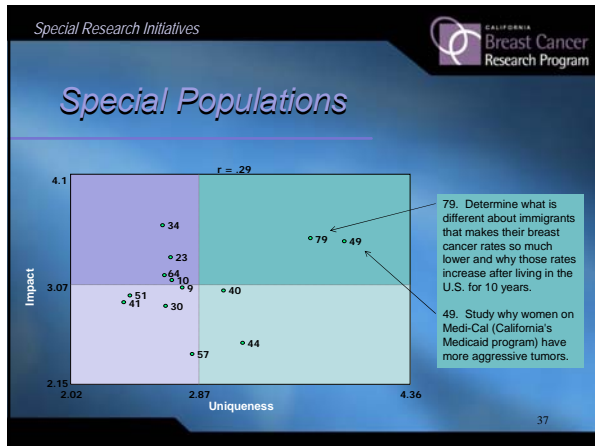 Special Research Initiatives
CALIFORNIA
Breast Cancer
Research Program
Special Populations
r = .29
4.1
34
79
49
23
64
10
9
3.07
40
51
41
30
44
57
2.15
Impact
2.02
2.87
4.36
Uniqueness
79. Determine what is
different about immigrants
that makes their breast
cancer rates so much
lower and why those rates
increase after living in the
U.S. for 10 years.
49. Study why women on
Medi-Cal (California's
Medicaid program) have
more aggressive tumors.
37